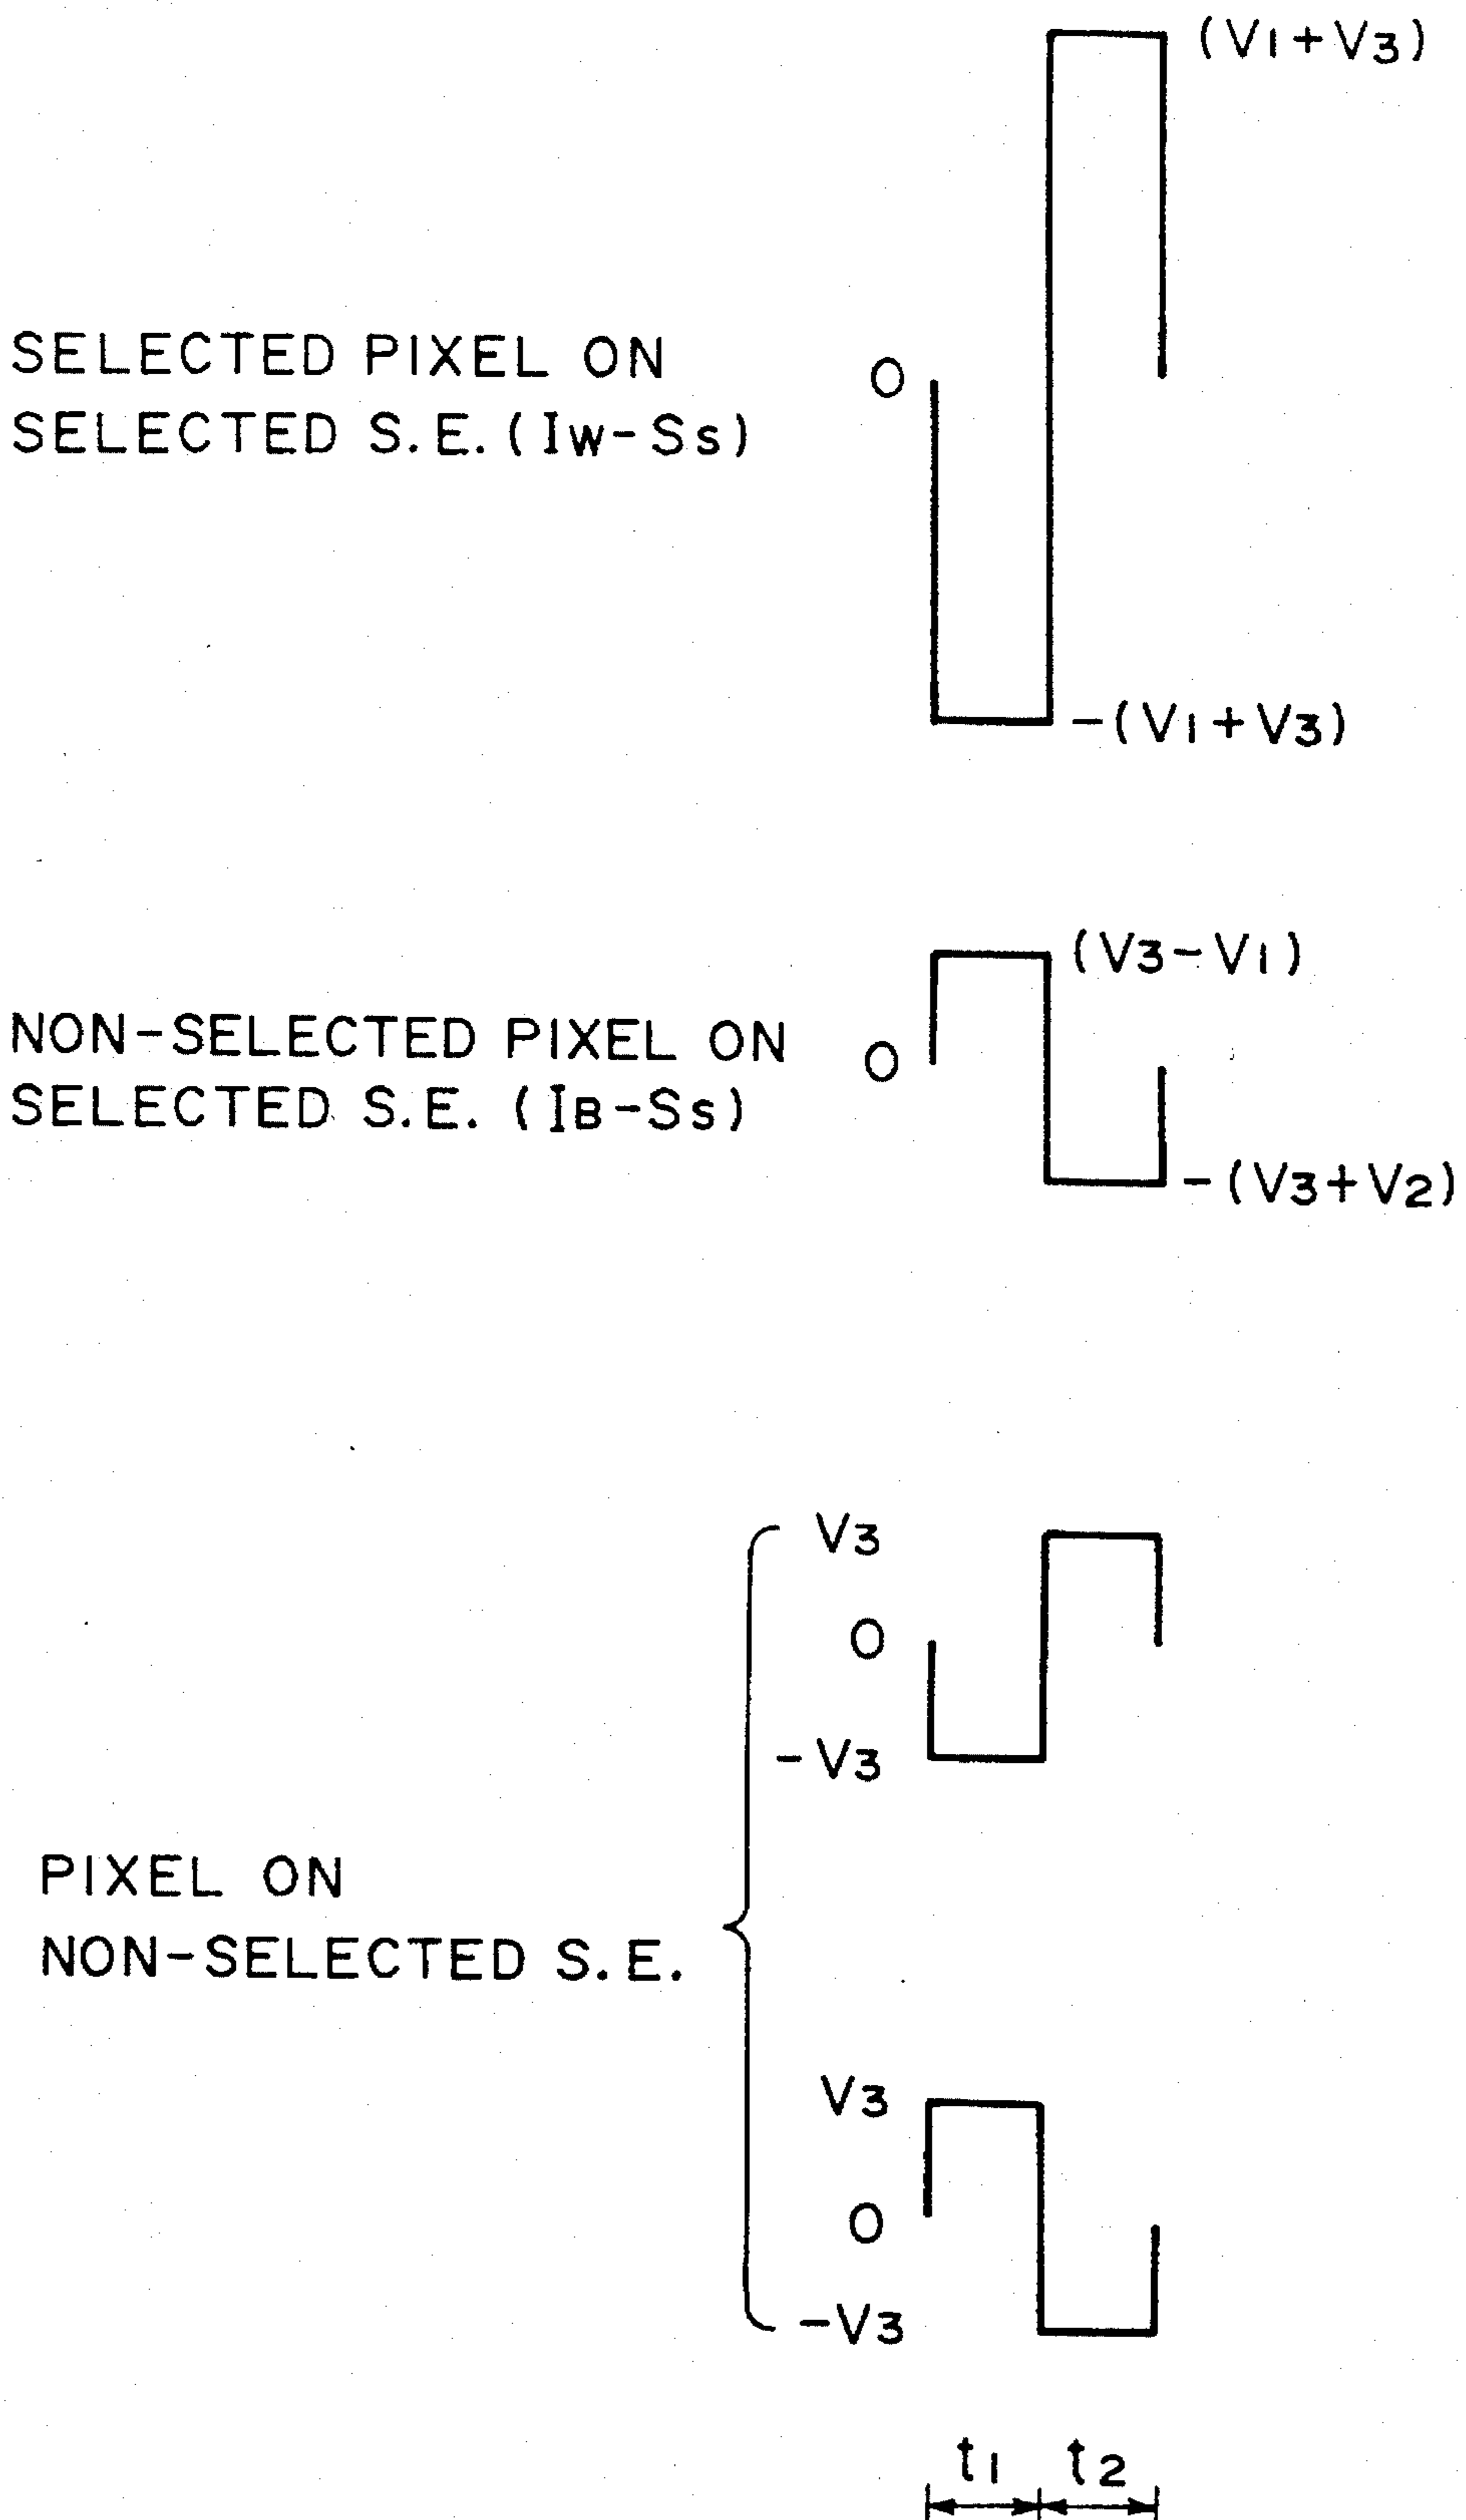 (V1+V3)
SELECTED PIXEL ON
SELECTED S.E. (IW-SS)
0
-(V1+V3)
(V3-V1)
NON-SELECTED PIXEL ON
SELECTED S.E. (IB-SS)
0
-(V3+V2)
V3
0
-V3
PIXEL ON
NON-SELECTED S.E.
V3
0
-V3
t1 t2